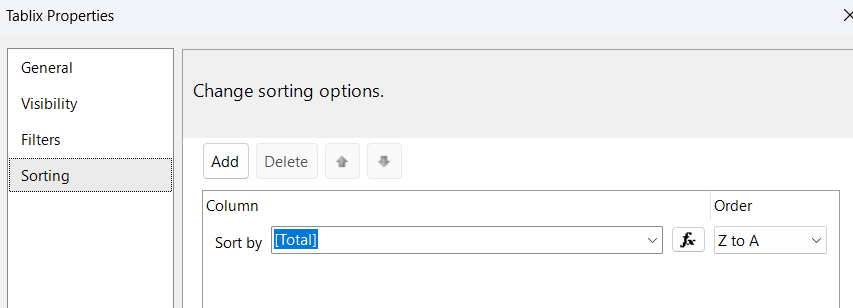 Tablix Properties
General
Visibility
Filters
Sorting
Change sorting options.
Add Delete
Column Order
Sort by [Total] fx Z to A